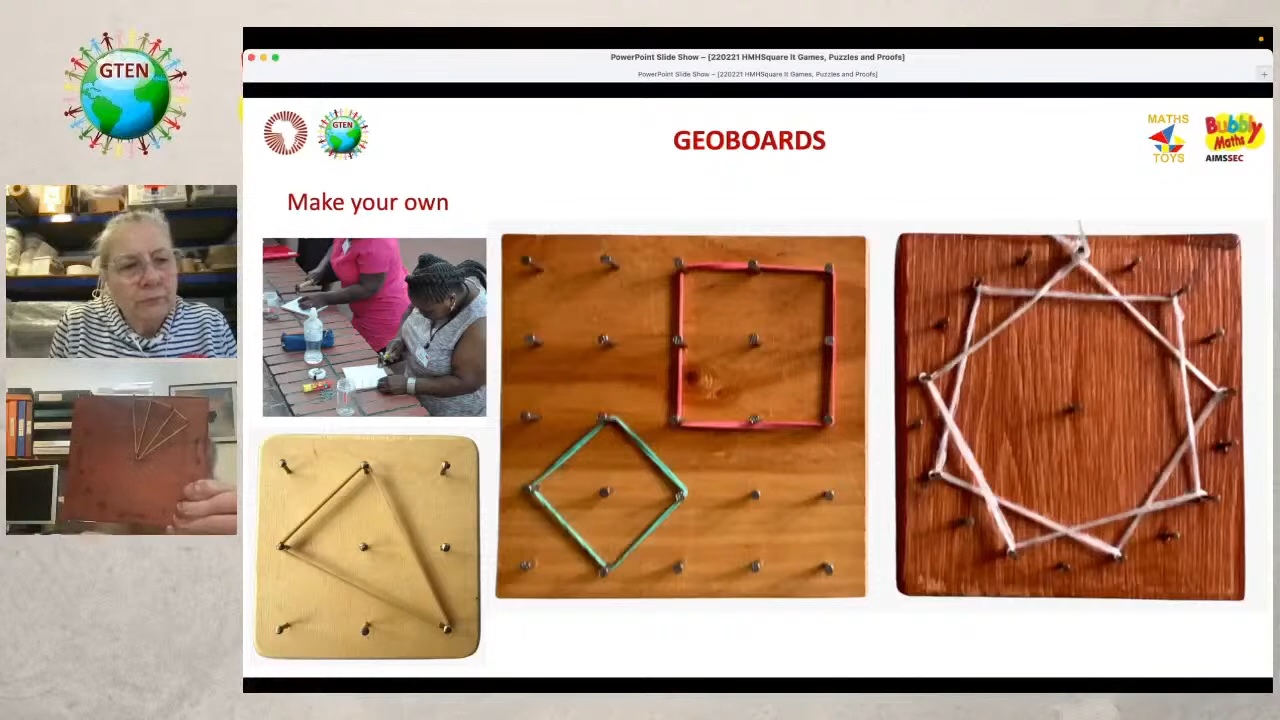 GTEN
PowerPoint Slide Show – [220221 HMHSquare It Games, Puzzles and Proofs]
PowerPoint Slide Show – [220221 HMHSquare It Games, Puzzles and Proofs]
GTEN
GEOBOARDS
MATHS
TOYS
Bubbly
Maths
AIMSSEC
Make your own